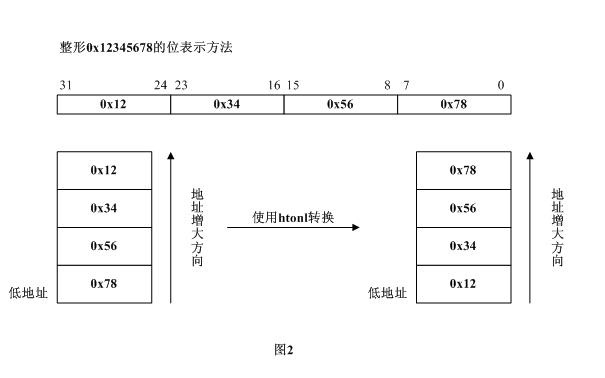 整形0x12345678的位表示方法
31 24 23 16 15 8 7 0
0x12 0x34 0x56 0x78
0x12
0x34
0x56
0x78
低地址
地址增大方向
使用htonl转换
0x78
0x56
0x34
0x12
低地址
地址增大方向
图2